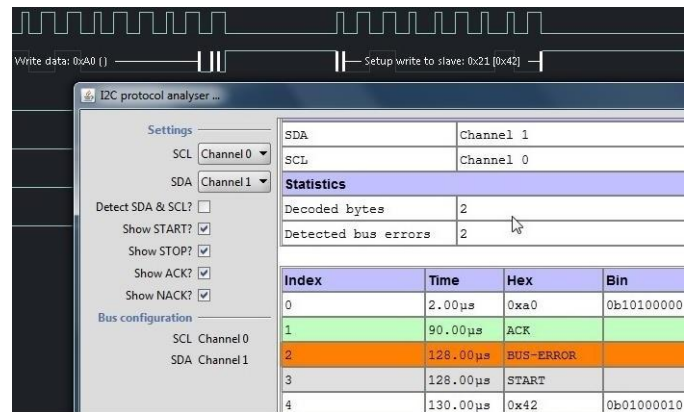 Write data: 0xA0 ()
Setup write to slave: 0x21 [0x42]
I2C protocol analyser ...
Settings
SCL Channel 0
SDA Channel 1
Detect SDA & SCL?
Show START?
Show STOP?
Show ACK?
Show NACK?
Bus configuration
SCL Channel 0
SDA Channel 1
SDA Channel 1
SCL Channel 0
Statistics
Decoded bytes 2
Detected bus errors 2
Index Time Hex Bin
0 2.00µs 0xa0 0b10100000
1 90.00µs ACK
2 128.00µs BUS-ERROR
3 128.00µs START
4 130.00µs 0x42 0b01000010